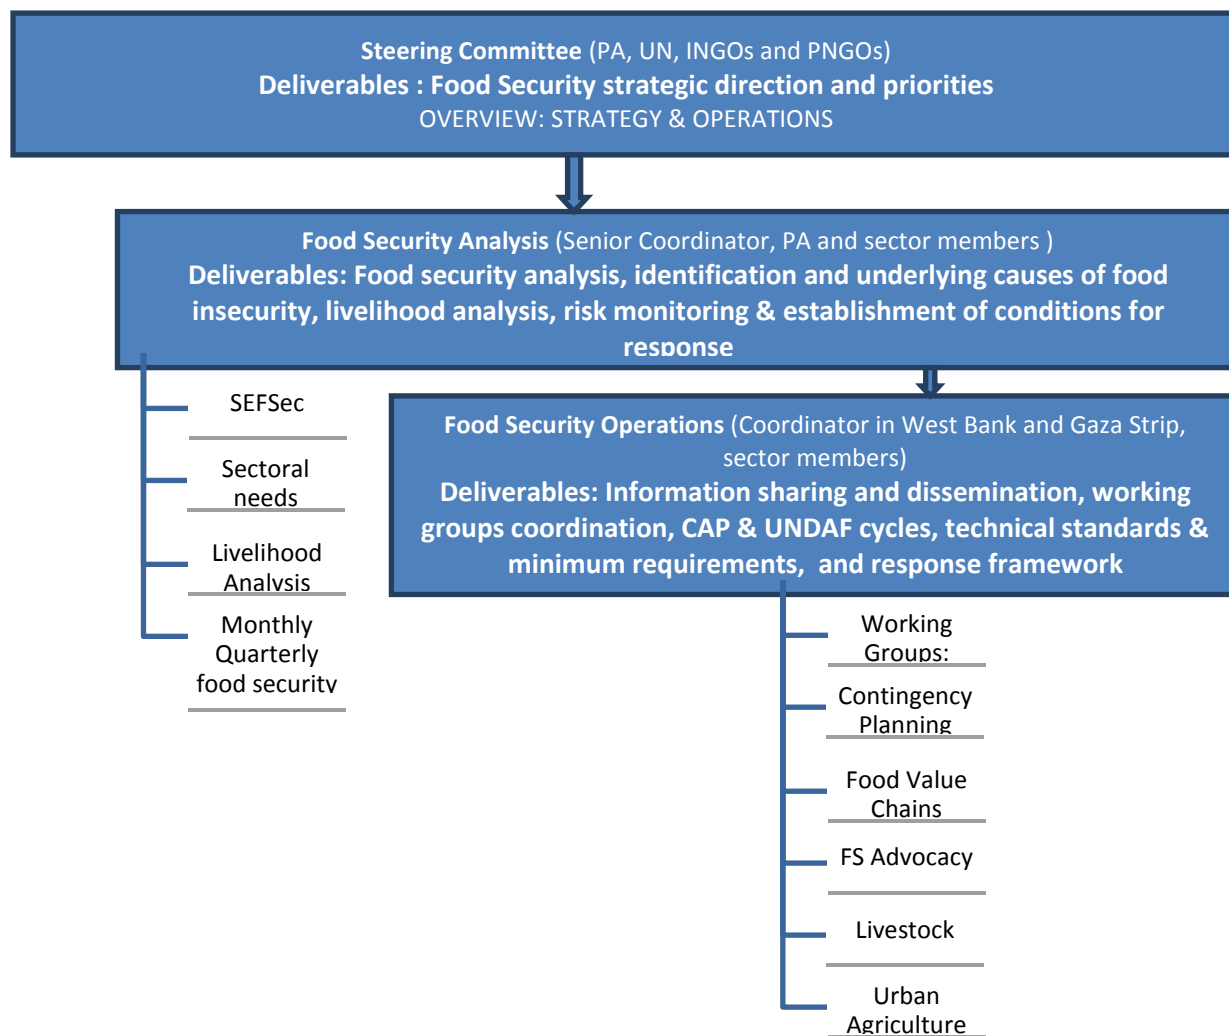 Steering Committee (PA, UN, INGOs and PNGOs)
Deliverables : Food Security strategic direction and priorities
OVERVIEW: STRATEGY & OPERATIONS
Food Security Analysis (Senior Coordinator, PA and sector members )
Deliverables: Food security analysis, identification and underlying causes of food
insecurity, livelihood analysis, risk monitoring & establishment of conditions for
response
SEFSec
Sectoral
needs
Livelihood
Analysis
Monthly
Quarterly
food security
Food Security Operations (Coordinator in West Bank and Gaza Strip,
sector members)
Deliverables: Information sharing and dissemination, working
groups coordination, CAP & UNDAF cycles, technical standards &
minimum requirements,  and response framework
Working
Groups:
Contingency
Planning
Food Value
Chains
FS Advocacy
Livestock
Urban
Agriculture